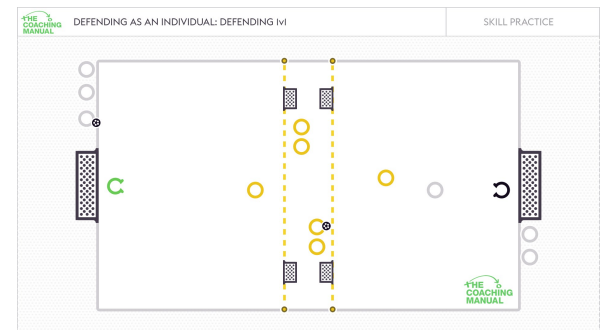 THE
COACHING
MANUAL
DEFENDING AS AN INDIVIDUAL: DEFENDING 1v1
SKILL PRACTICE
THE
COACHING
MANUAL